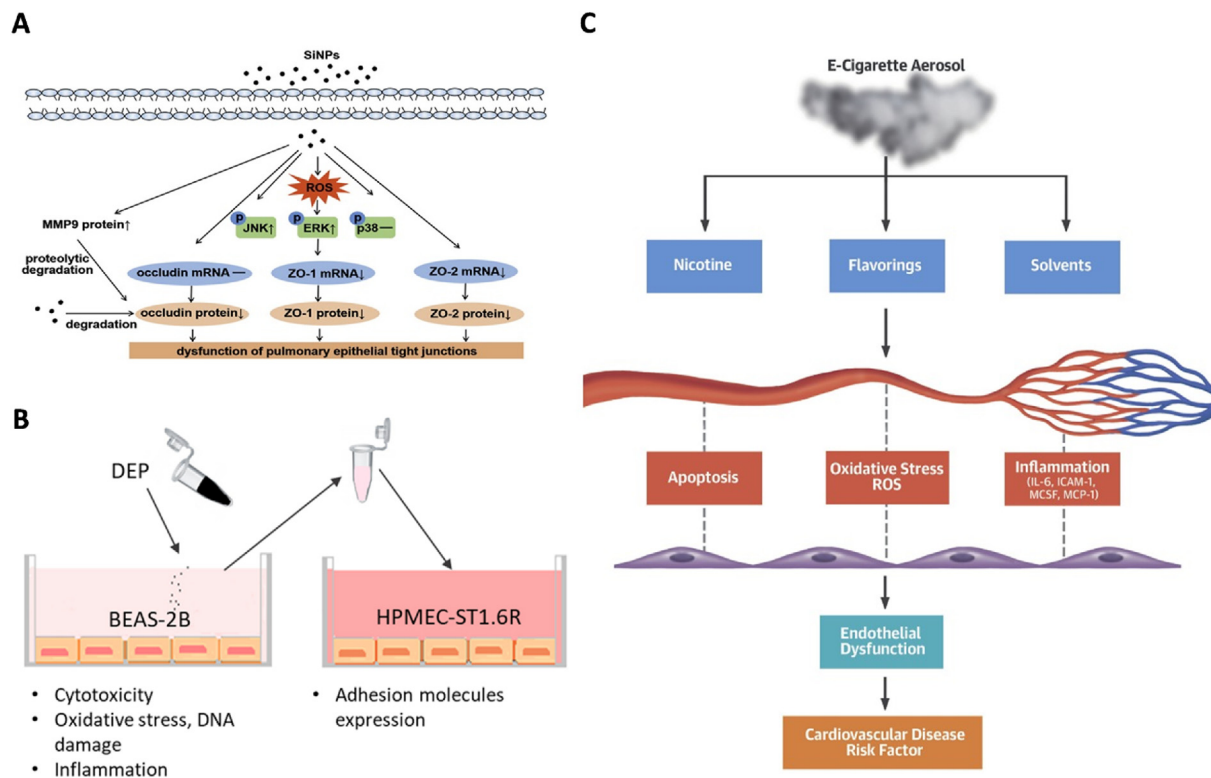 A
SiNPs
ROS
MMP9 protein↑
P
JNK↑
P
ERK↑
P
p38—
proteolytic
degradation
occludin mRNA —
ZO-1 mRNA↓
ZO-2 mRNA↓
degradation
occludin protein↓
ZO-1 protein↓
ZO-2 protein↓
dysfunction of pulmonary epithelial tight junctions
B
DEP
BEAS-2B
HPMEC-ST1.6R
• Cytotoxicity
• Oxidative stress, DNA
damage
• Inflammation
• Adhesion molecules
expression
C
E-Cigarette Aerosol
Nicotine
Flavorings
Solvents
Apoptosis
Oxidative Stress
ROS
Inflammation
(IL-6, ICAM-1,
MCSF, MCP-1)
Endothelial
Dysfunction
Cardiovascular Disease
Risk Factor